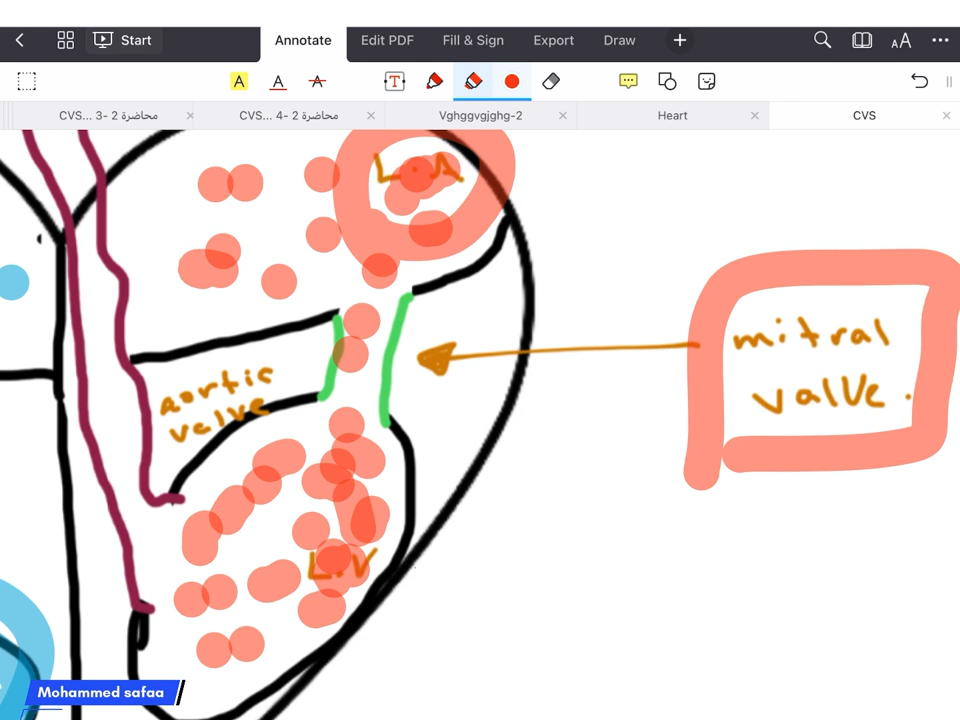 Start
Annotate
Edit PDF
Fill & Sign
Export
Draw
CVS... 3- محاضرة 2
CVS... 4- محاضرة 2
Vghggvgjghg-2
Heart
CVS
L.A
mitral
valve.
aortic
valve
L.V
Mohammed safaa